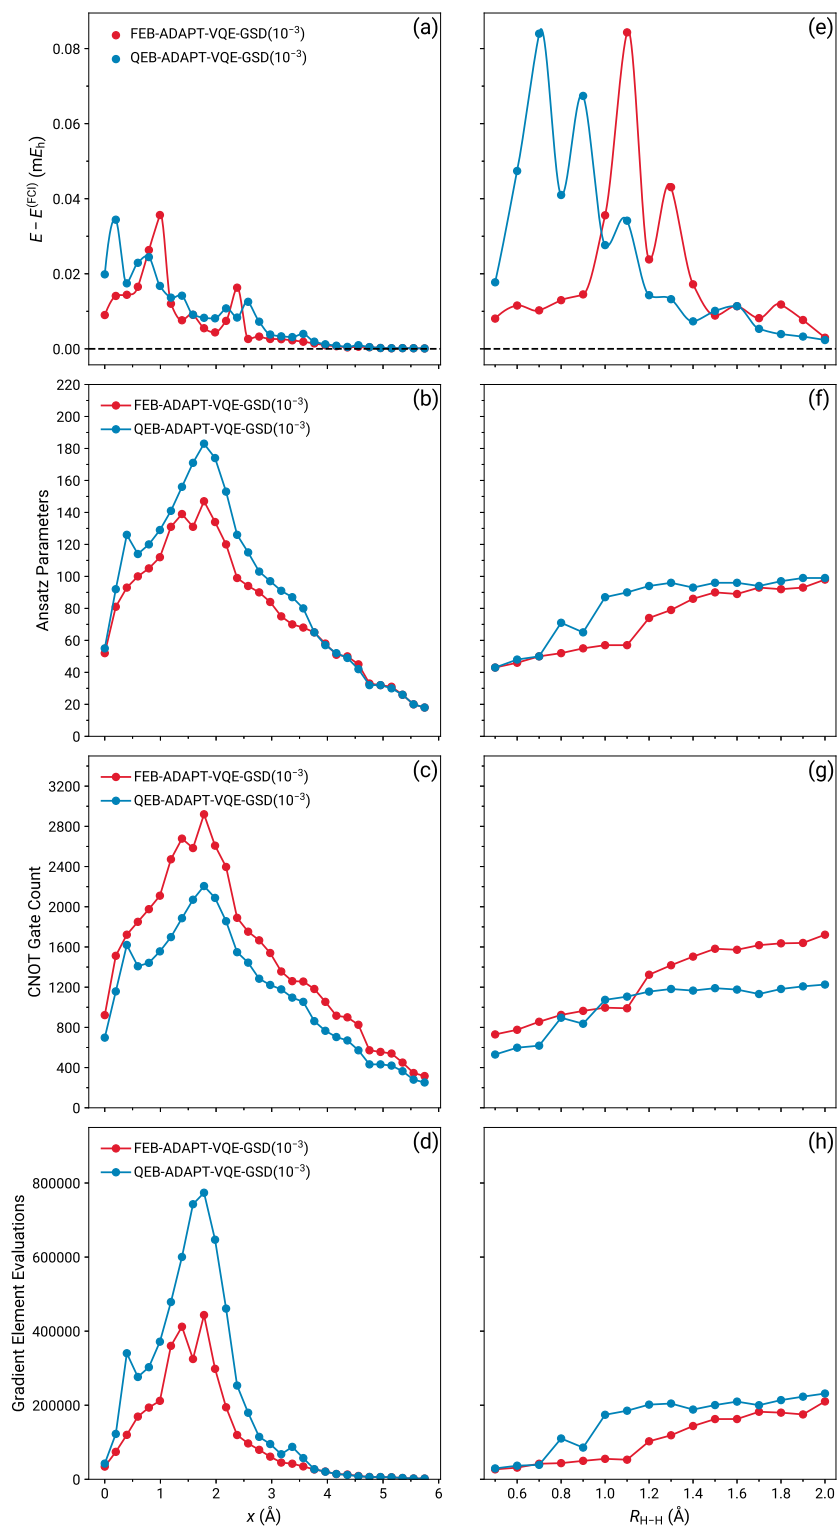 (a)
FEB-ADAPT-VQE-GSD(10⁻³)
QEB-ADAPT-VQE-GSD(10⁻³)
E − E⁽ꟳᶜᴵ⁾ (mEₕ)
0.08
0.06
0.04
0.02
0.00
(e)
(b)
FEB-ADAPT-VQE-GSD(10⁻³)
QEB-ADAPT-VQE-GSD(10⁻³)
Ansatz Parameters
220
200
180
160
140
120
100
80
60
40
20
0
(f)
(c)
FEB-ADAPT-VQE-GSD(10⁻³)
QEB-ADAPT-VQE-GSD(10⁻³)
CNOT Gate Count
3200
2800
2400
2000
1600
1200
800
400
0
(g)
(d)
FEB-ADAPT-VQE-GSD(10⁻³)
QEB-ADAPT-VQE-GSD(10⁻³)
Gradient Element Evaluations
800000
600000
400000
200000
0
0 1 2 3 4 5 6
x (Å)
(h)
0.6 0.8 1.0 1.2 1.4 1.6 1.8 2.0
R_H−H (Å)